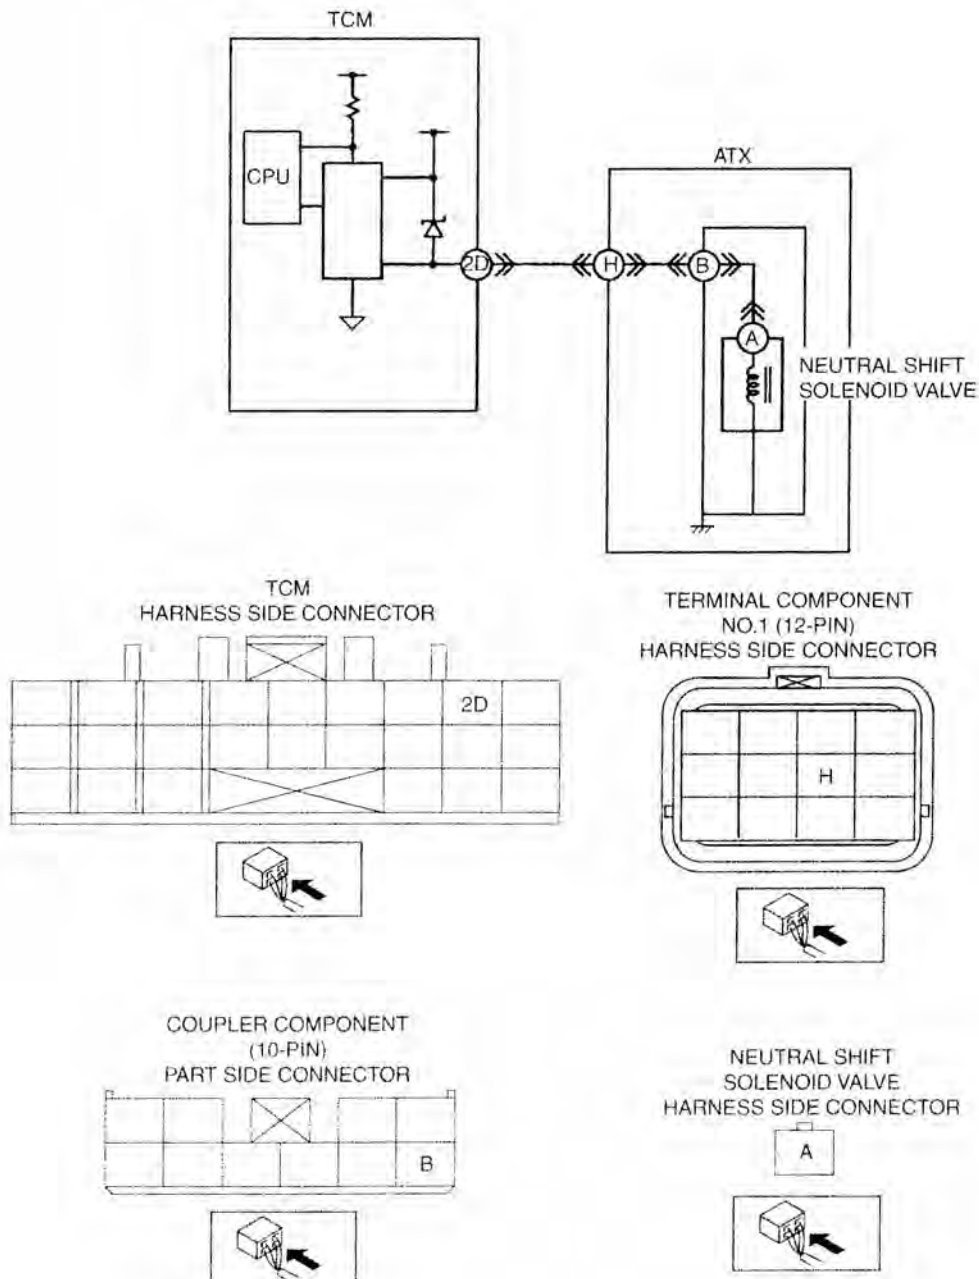 TCM
CPU
2D
ATX
H
B
A
NEUTRAL SHIFT
SOLENOID VALVE
TCM
HARNESS SIDE CONNECTOR
2D
TERMINAL COMPONENT
NO.1 (12-PIN)
HARNESS SIDE CONNECTOR
H
COUPLER COMPONENT
(10-PIN)
PART SIDE CONNECTOR
B
NEUTRAL SHIFT
SOLENOID VALVE
HARNESS SIDE CONNECTOR
A